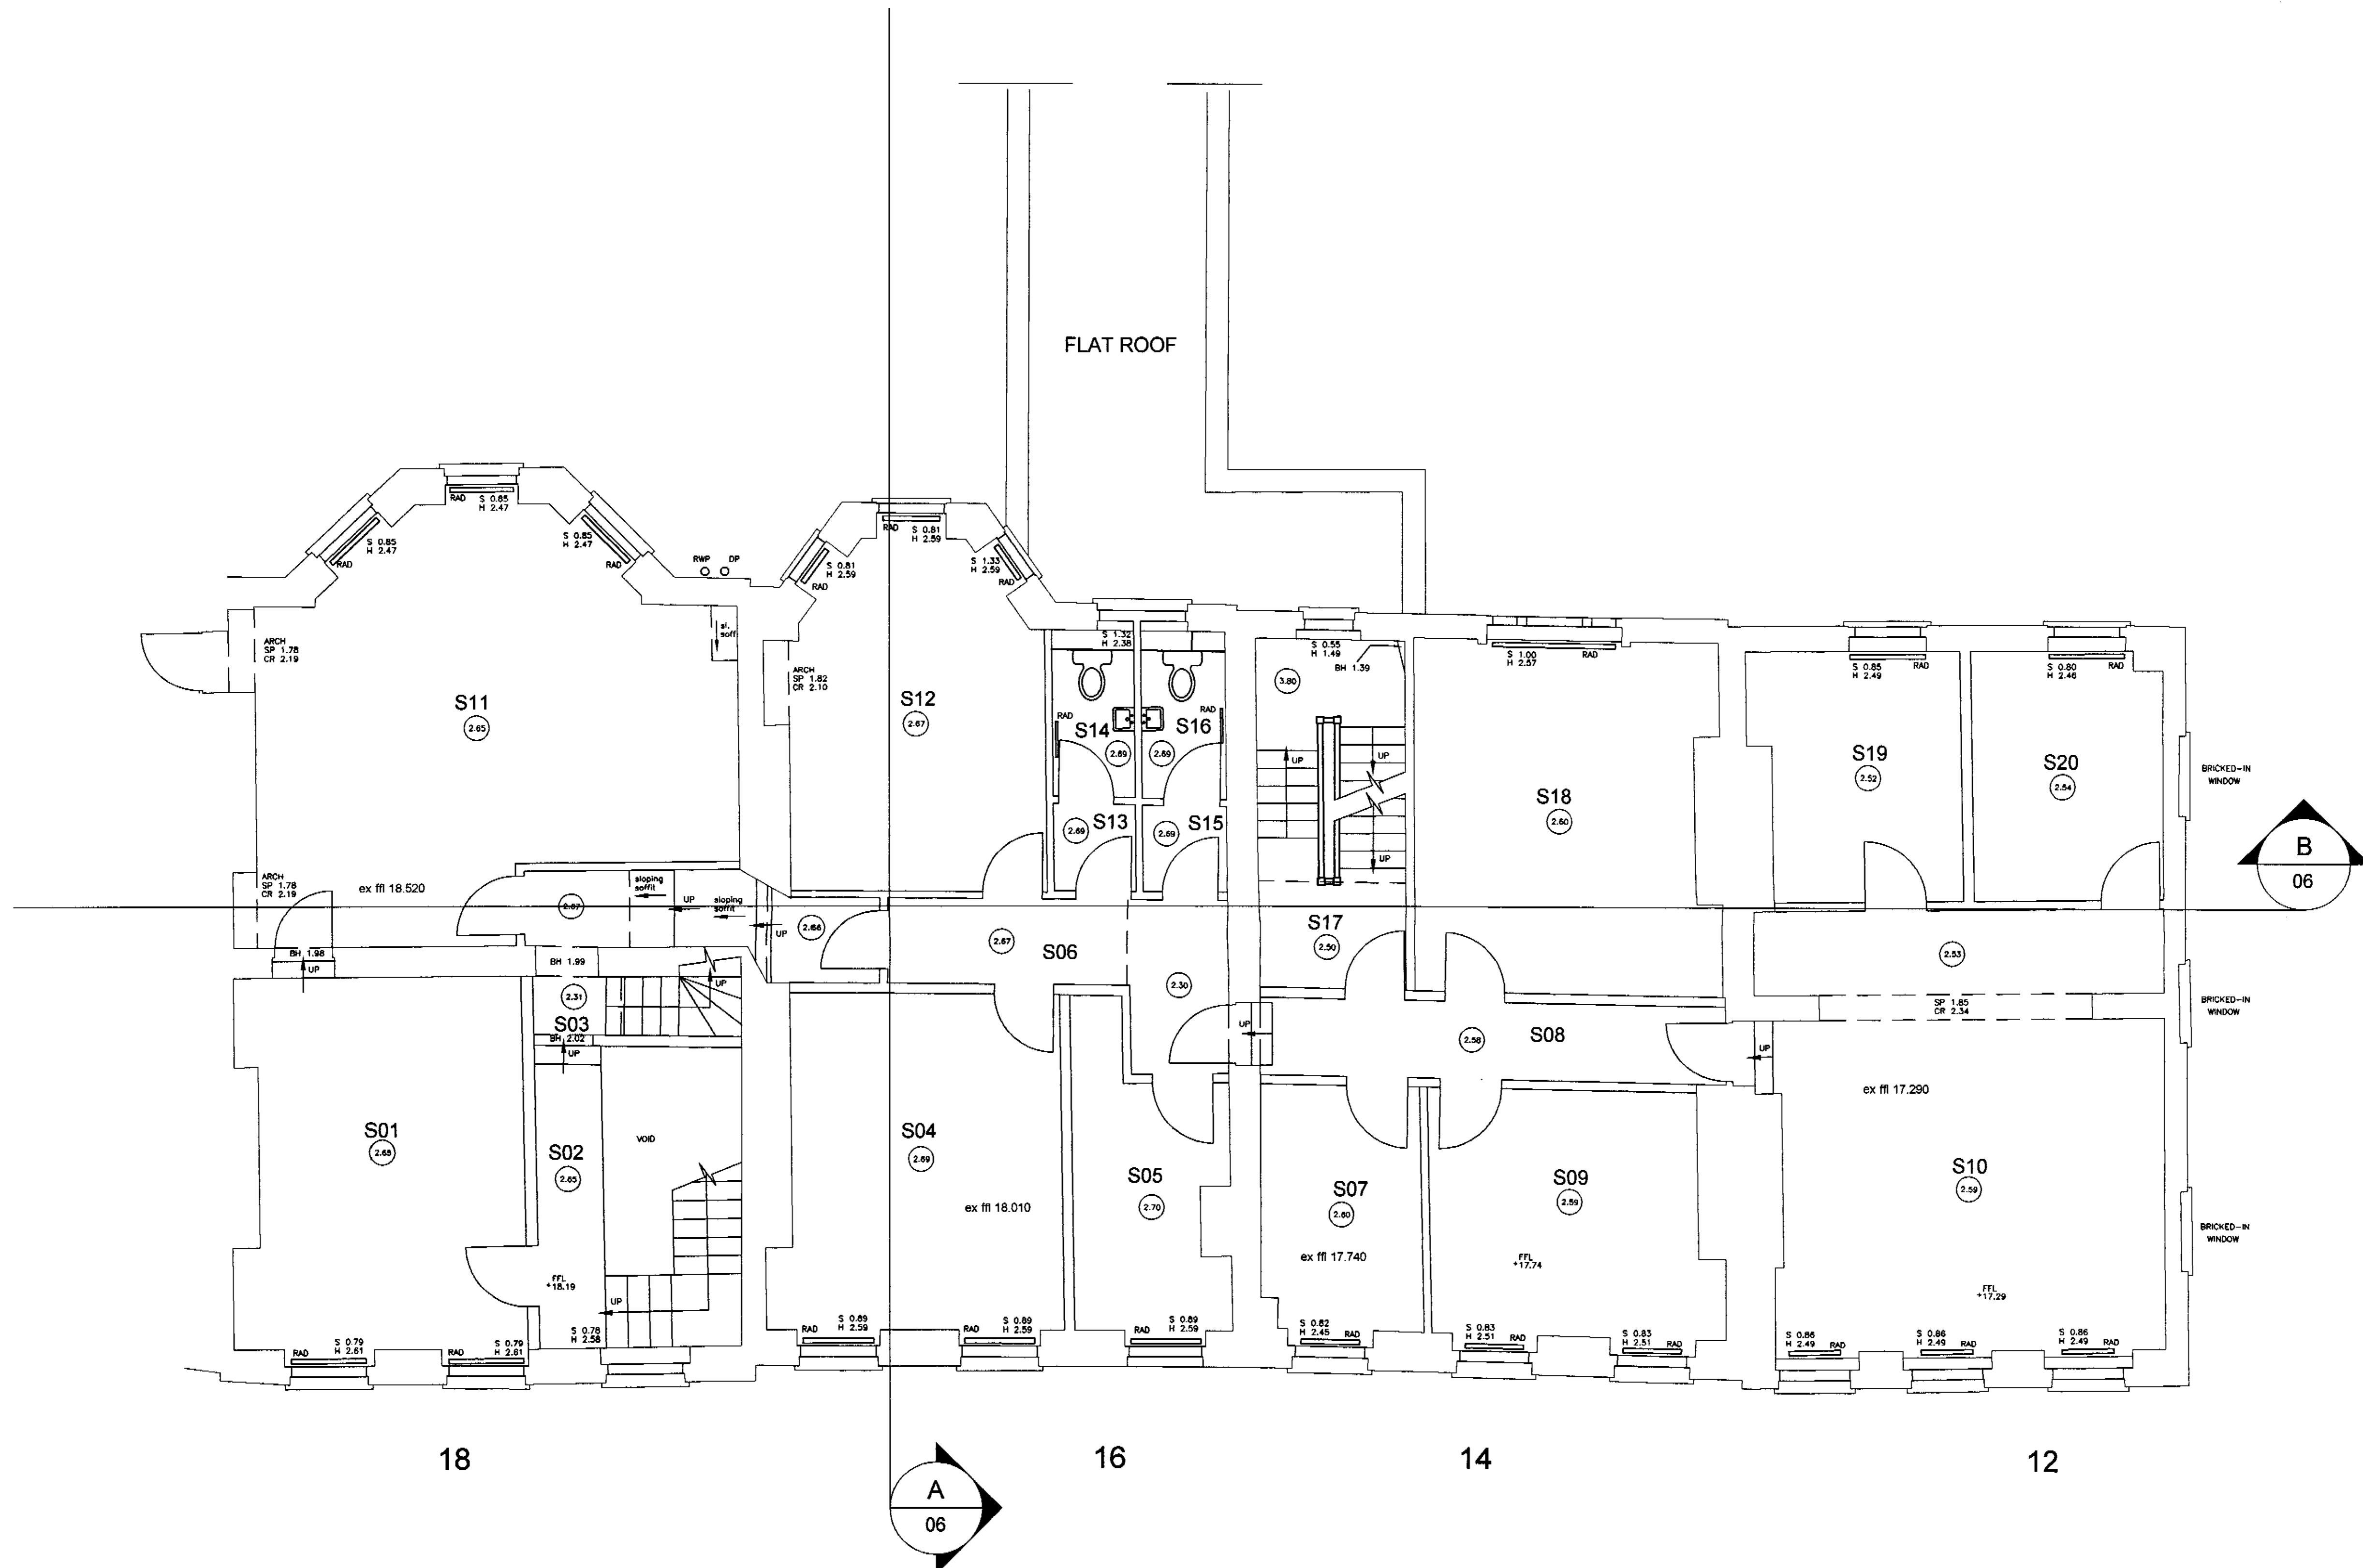 FLAT ROOF
RAD
S 0.85
H 2.47
S 0.85
H 2.47
RAD
S 0.85
H 2.47
RAD
RWP
DP
RAD
S 0.81
H 2.59
S 0.81
H 2.59
RAD
S 1.33
H 2.59
RAD
ARCH
SP 1.78
CR 2.19
sl.
soff
S11
2.65
ARCH
SP 1.82
CR 2.10
S12
2.67
S 1.32
H 2.38
RAD
S14
2.69
RAD
S16
2.69
S13
2.69
S15
2.69
S 0.55
H 1.49
BH 1.39
3.80
UP
UP
UP
S 1.00
H 2.57
RAD
S18
2.60
S 0.85
H 2.49
RAD
S19
2.52
S 0.80
H 2.46
RAD
S20
2.54
BRICKED-IN
WINDOW
B
06
ARCH
SP 1.78
CR 2.19
ex ffl 18.520
2.67
sloping
soffit
UP
sloping
soffit
UP
2.66
2.67
S06
S17
2.50
2.53
BH 1.98
UP
BH 1.99
2.31
UP
S03
BH 2.02
UP
2.30
UP
2.58
S08
UP
SP 1.85
CR 2.34
BRICKED-IN
WINDOW
ex ffl 17.290
S01
S02
2.65
VOID
S04
2.69
ex ffl 18.010
S05
2.70
S07
2.60
ex ffl 17.740
S09
2.59
FFL
+17.74
S10
2.59
FFL
+17.29
BRICKED-IN
WINDOW
FFL
+18.19
UP
RAD
S 0.79
H 2.61
RAD
S 0.79
H 2.61
S 0.78
H 2.58
RAD
S 0.89
H 2.59
RAD
S 0.89
H 2.59
RAD
S 0.89
H 2.59
S 0.82
H 2.45
RAD
S 0.83
H 2.51
RAD
S 0.83
H 2.51
RAD
S 0.86
H 2.49
RAD
S 0.86
H 2.49
RAD
S 0.86
H 2.49
RAD
18
16
14
12
A
06